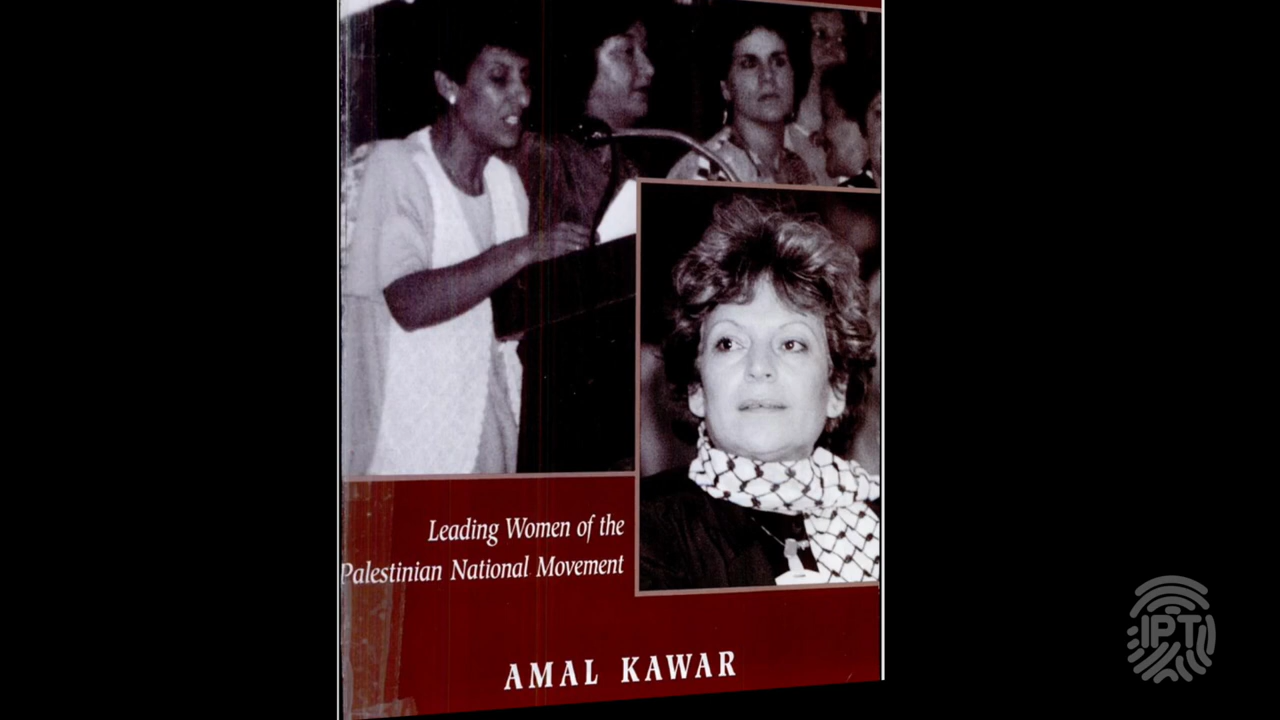 Leading Women of the
Palestinian National Movement
AMAL KAWAR
IPT